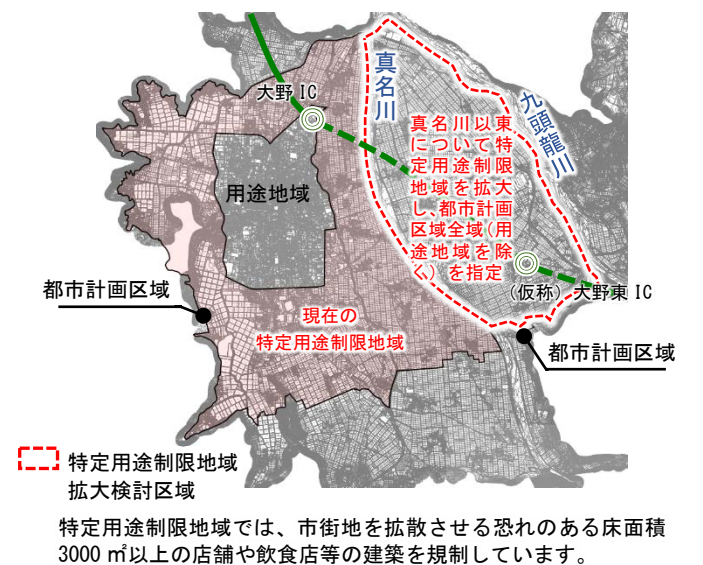 真名川
九頭龍川
大野 IC
真名川以東
について特
定用途制限
地域を拡大
し、都市計画
区域全域(用
途地域を除
く)を指定
用途地域
(仮称)大野東 IC
都市計画区域
現在の
特定用途制限地域
都市計画区域
特定用途制限地域
拡大検討区域
特定用途制限地域では、市街地を拡散させる恐れのある床面積
3000 ㎡以上の店舗や飲食店等の建築を規制しています。